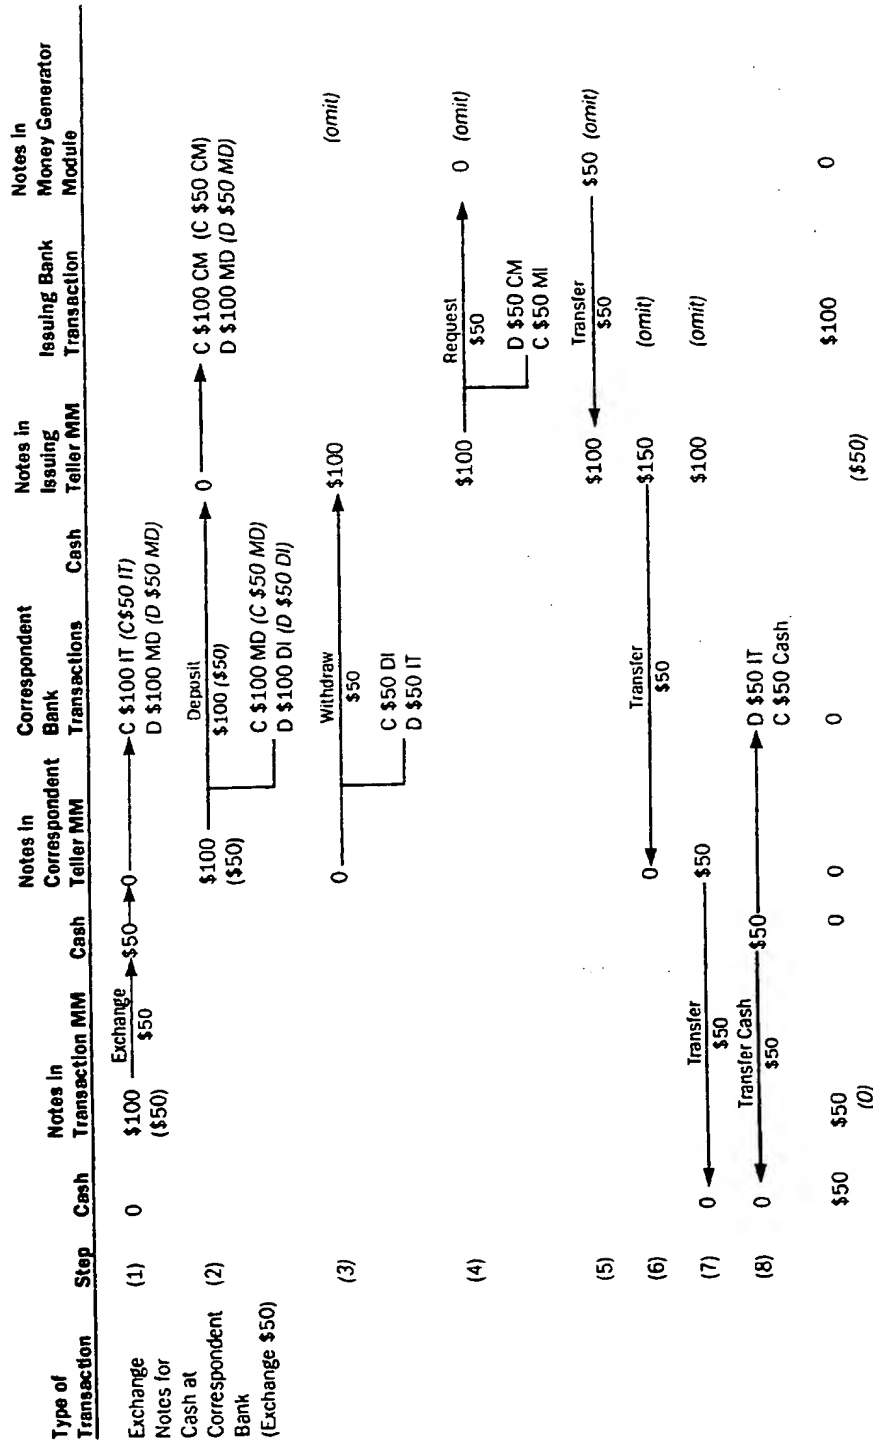 Type of Transaction Step Cash Notes in Transaction MM Cash Notes in Correspondent Teller MM Correspondent Bank Transactions Cash Notes in Issuing Teller MM Issuing Bank Transaction Notes in Money Generator Module
Exchange Notes for Cash at Correspondent Bank (Exchange $50)
(1) 0 $100 Exchange $50 0 C $100 IT (C$50 IT)
($50) $50 D $100 MD (D $50 MD)
(2) $100 Deposit 0 C $100 CM (C $50 CM)
($50) $100 ($50) D $100 MD (D $50 MD)
C $100 MD (C $50 MD)
D $100 DI (D $50 DI)
(3) 0 Withdraw $100 (omit)
$50
C $50 DI
D $50 IT
(4) $100 Request 0 (omit)
$50
D $50 CM
C $50 MI
(5) $100 Transfer $50 (omit)
$50
(6) 0 Transfer $150 (omit)
$50
(7) 0 Transfer $50 $100 (omit)
$50
(8) 0 Transfer Cash $50 D $50 IT
$50 C $50 Cash
$50 $50 0 0 0 $100 0
(0) ($50)